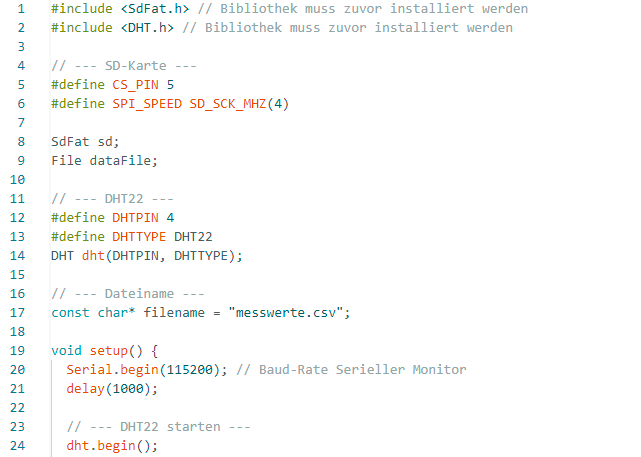 1 #include <SdFat.h> // Bibliothek muss zuvor installiert werden
2 #include <DHT.h> // Bibliothek muss zuvor installiert werden
3
4 // --- SD-Karte ---
5 #define CS_PIN 5
6 #define SPI_SPEED SD_SCK_MHZ(4)
7
8 SdFat sd;
9 File dataFile;
10
11 // --- DHT22 ---
12 #define DHTPIN 4
13 #define DHTTYPE DHT22
14 DHT dht(DHTPIN, DHTTYPE);
15
16 // --- Dateiname ---
17 const char* filename = "messwerte.csv";
18
19 void setup() {
20   Serial.begin(115200); // Baud-Rate Serieller Monitor
21   delay(1000);
22
23   // --- DHT22 starten ---
24   dht.begin();